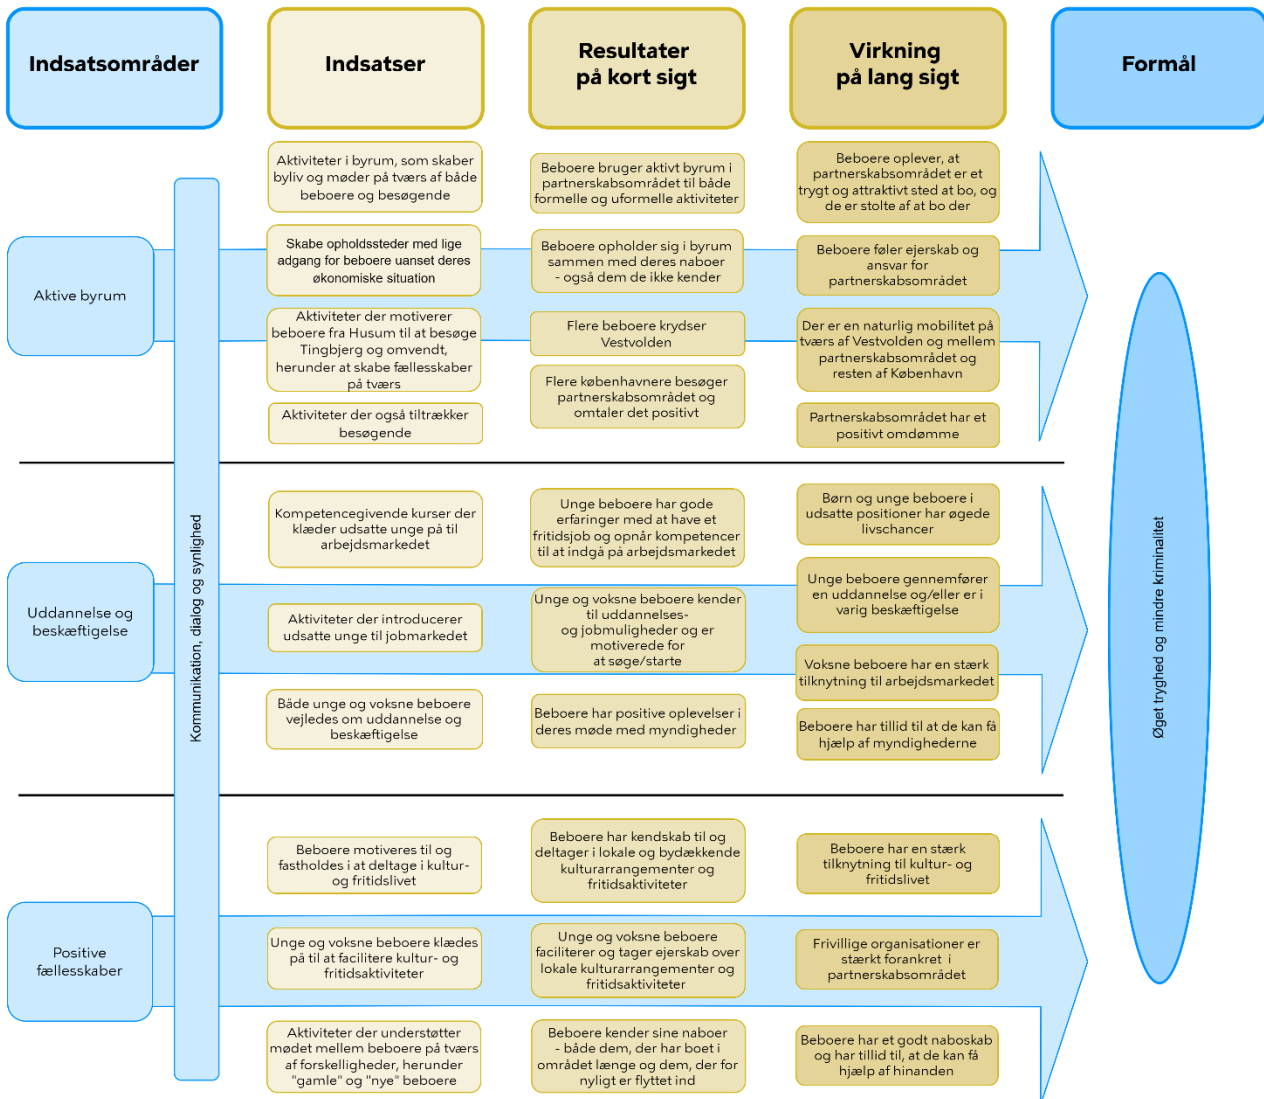 Indsatsområder
Indsatser
Resultater
på kort sigt
Virkning
på lang sigt
Formål
Kommunikation, dialog og synlighed
Aktive byrum
Aktiviteter i byrum, som skaber
byliv og møder på tværs af både
beboere og besøgende
Skabe opholdssteder med lige
adgang for beboere uanset deres
økonomiske situation
Aktiviteter der motiverer
beboere fra Husum til at besøge
Tingbjerg og omvendt,
herunder at skabe fællesskaber
på tværs
Aktiviteter der også tiltrækker
besøgende
Beboere bruger aktivt byrum i
partnerskabsområdet til både
formelle og uformelle aktiviteter
Beboere opholder sig i byrum
sammen med deres naboer
- også dem de ikke kender
Flere beboere krydser
Vestvolden
Flere københavnere besøger
partnerskabsområdet og
omtaler det positivt
Beboere oplever, at
partnerskabsområdet er et
trygt og attraktivt sted at bo, og
de er stolte af at bo der
Beboere føler ejerskab og
ansvar for
partnerskabsområdet
Der er en naturlig mobilitet på
tværs af Vestvolden og mellem
partnerskabsområdet og
resten af København
Partnerskabsområdet har et
positivt omdømme
Uddannelse og
beskæftigelse
Kompetencegivende kurser der
klæder udsatte unge på til
arbejdsmarkedet
Aktiviteter der introducerer
udsatte unge til jobmarkedet
Både unge og voksne beboere
vejledes om uddannelse og
beskæftigelse
Unge beboere har gode
erfaringer med at have et
fritidsjob og opnår kompetencer
til at indgå på arbejdsmarkedet
Unge og voksne beboere kender
til uddannelses-
og jobmuligheder og er
motiverede for
at søge/starte
Beboere har positive oplevelser i
deres møde med myndigheder
Børn og unge beboere i
udsatte positioner har øgede
livschancer
Unge beboere gennemfører
en uddannelse og/eller er i
varig beskæftigelse
Voksne beboere har en stærk
tilknytning til arbejdsmarkedet
Beboere har tillid til at de kan få
hjælp af myndighederne
Positive
fællesskaber
Beboere motiveres til og
fastholdes i at deltage i kultur-
og fritidslivet
Unge og voksne beboere klædes
på til at facilitere kultur- og
fritidsaktiviteter
Aktiviteter der understøtter
mødet mellem beboere på tværs
af forskelligheder, herunder
"gamle" og "nye" beboere
Beboere har kendskab til og
deltager i lokale og bydækkende
kulturarrangementer og
fritidsaktiviteter
Unge og voksne beboere
faciliterer og tager ejerskab over
lokale kulturarrangementer og
fritidsaktiviteter
Beboere kender sine naboer
- både dem, der har boet i
området længe og dem, der for
nyligt er flyttet ind
Beboere har en stærk
tilknytning til kultur- og
fritidslivet
Frivillige organisationer er
stærkt forankret i
partnerskabsområdet
Beboere har et godt naboskab
og har tillid til, at de kan få
hjælp af hinanden
Øget tryghed og mindre kriminalitet